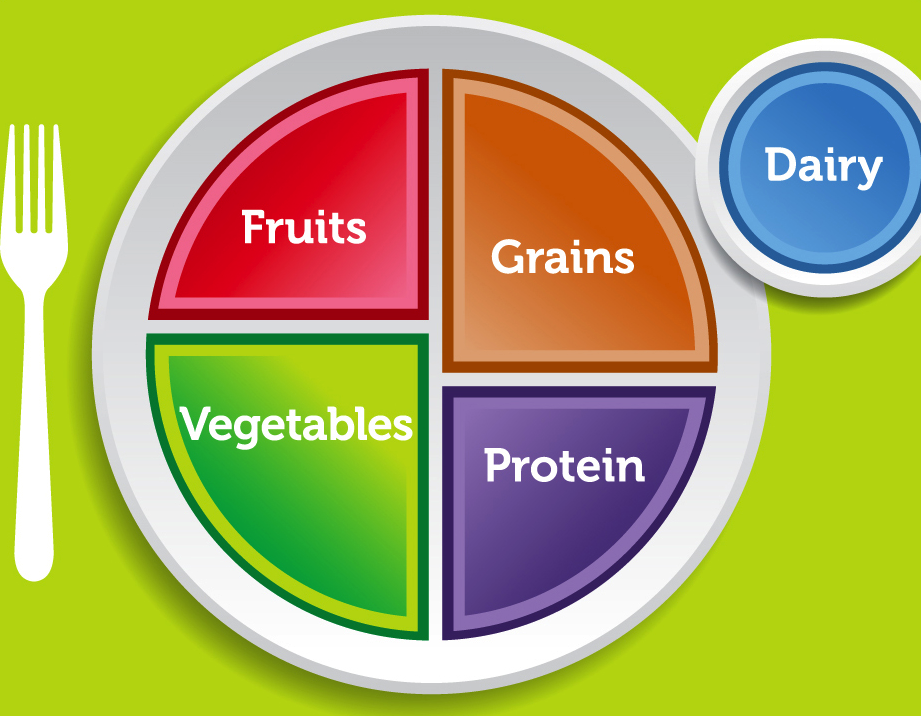 Fruits
Grains
Dairy
Vegetables
Protein